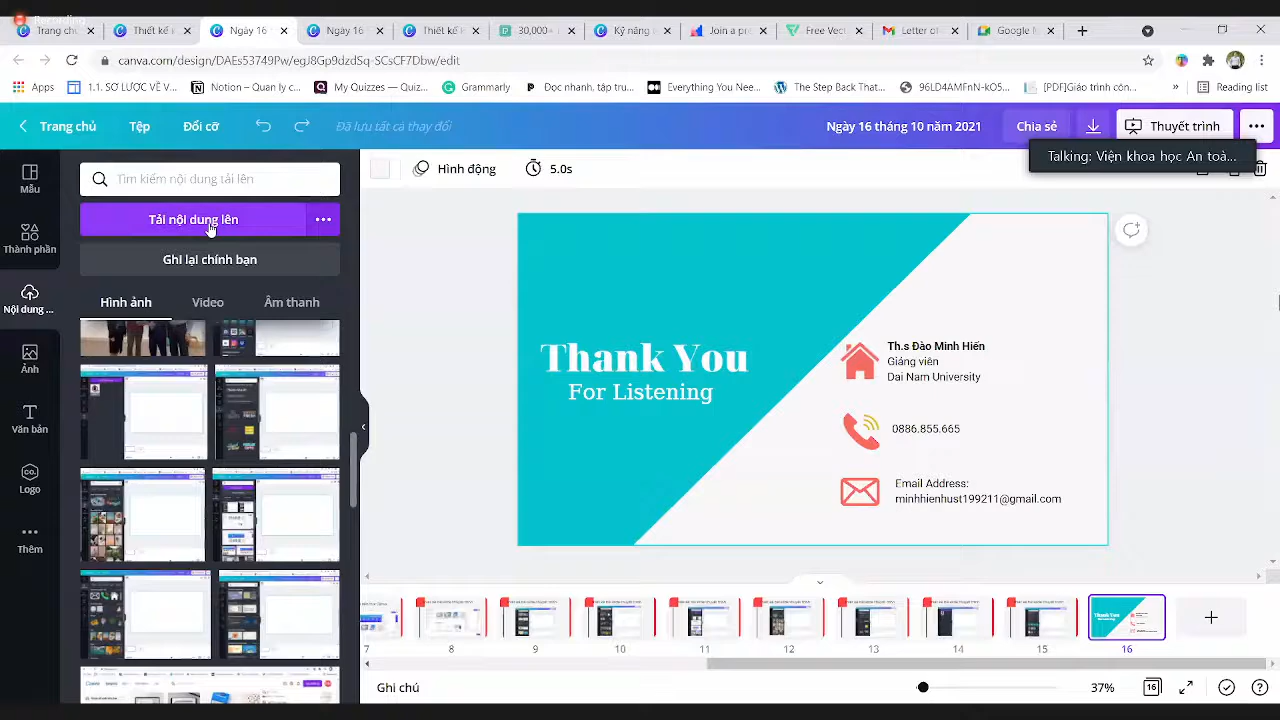 Recording
Trang chủ
Thiết kế
Ngày 16
Ngày 16
Thiết kế
30,000
Kỹ năng
Join a pr
Free Vect
Letter of
Google
canva.com/design/DAEs53749Pw/egJ8Gp9dzdSq-SCsCF7Dbw/edit
Apps
1.1. SƠ LƯỢC VỀ V...
Notion – Quản lý c...
My Quizzes - Quiz...
Grammarly
Đọc nhanh, tập tru...
Everything You Nee...
The Step Back That...
96LD4AMFnN-KO5...
[PDF]Giáo trình côn...
»
Reading list
Trang chủ
Tệp
Đổi cỡ
Đã lưu tất cả thay đổi
Ngày 16 tháng 10 năm 2021
Chia sẻ
Thuyết trình
Talking: Viện khoa học An toà...
Mẫu
Thành phần
Nội dung ...
Ảnh
Văn bản
Logo
Thêm
Tìm kiếm nội dung tải lên
Tải nội dung lên
Ghi lại chính bạn
Hình ảnh
Video
Âm thanh
Hình động
5.0s
Thank You
For Listening
Th.s Đào Minh Hiến
Giảng viên
Dai Nam University
0886.855.665
Email Adress:
minhhienhust199211@gmail.com
7
8
9
10
11
12
13
14
15
16
Ghi chú
37%
16